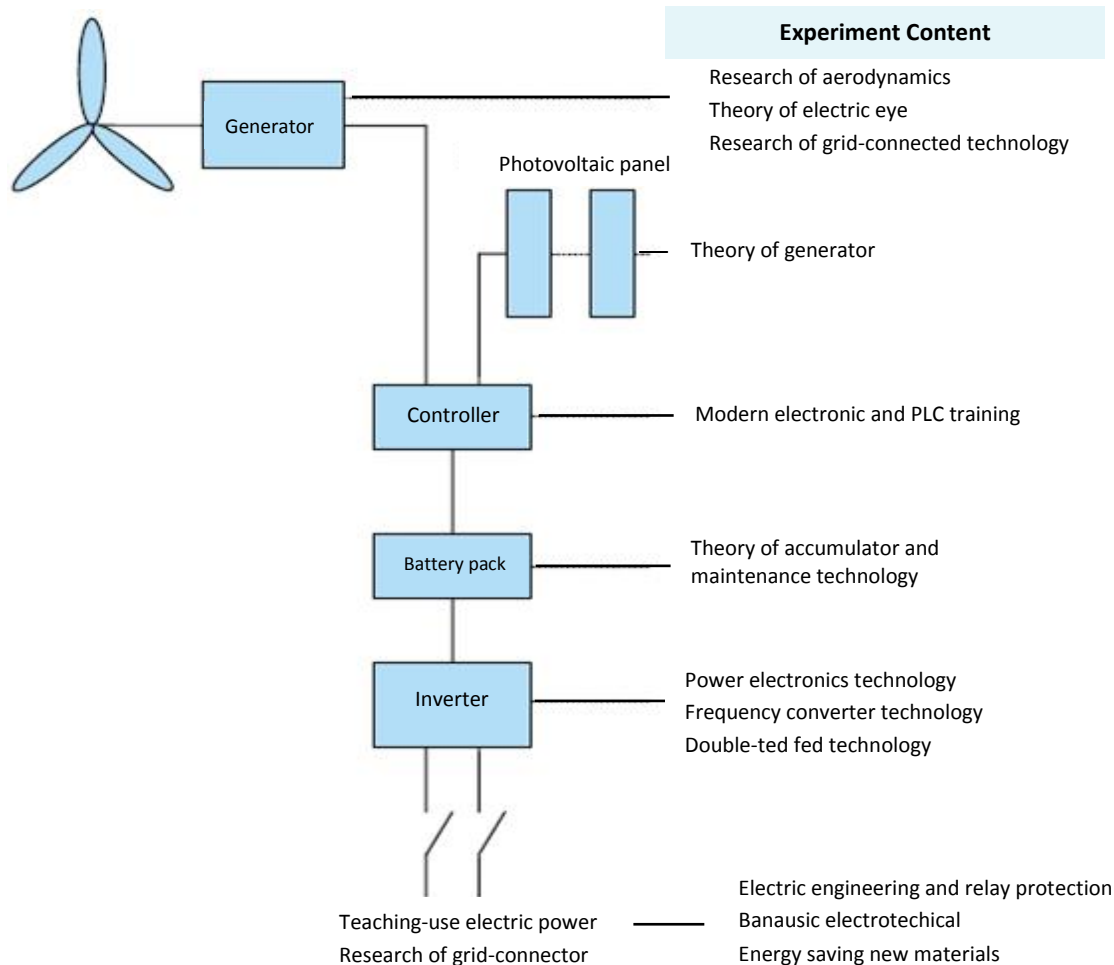 Experiment Content
Research of aerodynamics
Theory of electric eye
Research of grid-connected technology
Generator
Photovoltaic panel
Theory of generator
Controller
Modern electronic and PLC training
Battery pack
Theory of accumulator and
maintenance technology
Inverter
Power electronics technology
Frequency converter technology
Double-ted fed technology
Electric engineering and relay protection
Teaching-use electric power
Banausic electrotechical
Research of grid-connector
Energy saving new materials